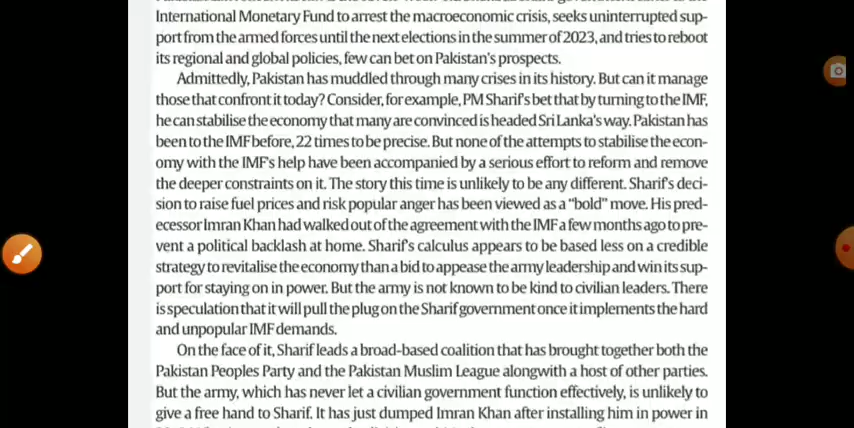 International Monetary Fund to arrest the macroeconomic crisis, seeks uninterrupted sup-
port from the armed forces until the next elections in the summer of 2023, and tries to reboot
its regional and global policies, few can bet on Pakistan's prospects.
Admittedly, Pakistan has muddled through many crises in its history. But can it manage
those that confront it today? Consider, for example, PM Sharif's bet that by turning to the IMF,
he can stabilise the economy that many are convinced is headed Sri Lanka's way. Pakistan has
been to the IMF before, 22 times to be precise. But none of the attempts to stabilise the econ-
omy with the IMF's help have been accompanied by a serious effort to reform and remove
the deeper constraints on it. The story this time is unlikely to be any different. Sharif's deci-
sion to raise fuel prices and risk popular anger has been viewed as a “bold” move. His pred-
ecessor Imran Khan had walked out of the agreement with the IMF a few months ago to pre-
vent a political backlash at home. Sharif's calculus appears to be based less on a credible
strategy to revitalise the economy than a bid to appease the army leadership and win its sup-
port for staying on in power. But the army is not known to be kind to civilian leaders. There
is speculation that it will pull the plug on the Sharif government once it implements the hard
and unpopular IMF demands.
On the face of it, Sharif leads a broad-based coalition that has brought together both the
Pakistan Peoples Party and the Pakistan Muslim League alongwith a host of other parties.
But the army, which has never let a civilian government function effectively, is unlikely to
give a free hand to Sharif. It has just dumped Imran Khan after installing him in power in